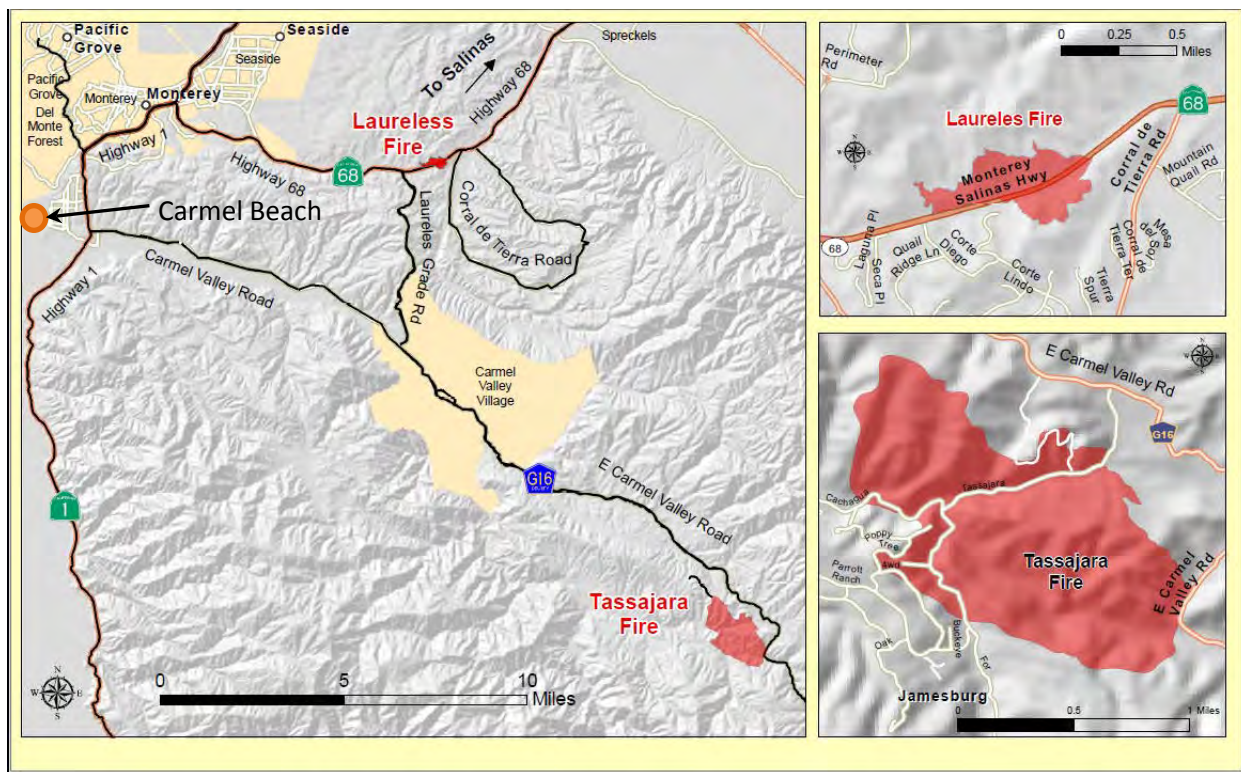 Pacific
Grove
Seaside
Seaside
Spreckels
To Salinas
Highway 68
Pacific
Grove
Monterey
Monterey
Del
Monte
Forest
Highway 1
Laureless
Fire
Highway 68
68
Carmel Beach
Laureles Grade Rd
Corral de Tierra Road
Carmel Valley Road
Highway 1
Carmel
Valley
Village
G16
E Carmel Valley Road
1
Tassajara
Fire
N
W E
S
0 5 10
Miles
0 0.25 0.5
Miles
Perimeter
Rd
68
Laureles Fire
Monterey
Salinas Hwy
Corral de
Tierra Rd
Mountain
Quail Rd
68
Laguna Pl
Seca Pl
Quail
Ridge Ln
Corte
Diego
Corte
Lindo
Tierra
Spur
Corral de
Tierra Ter
Mesa
del Sol
E Carmel Valley Rd
G16
Tassajara
Cachagua
Poppy
Tree
4wd
Parrott
Ranch
Tassajara
Fire
E Carmel
Valley Rd
Oak
Buckeye
For
Jamesburg
0 0.5 1 Miles